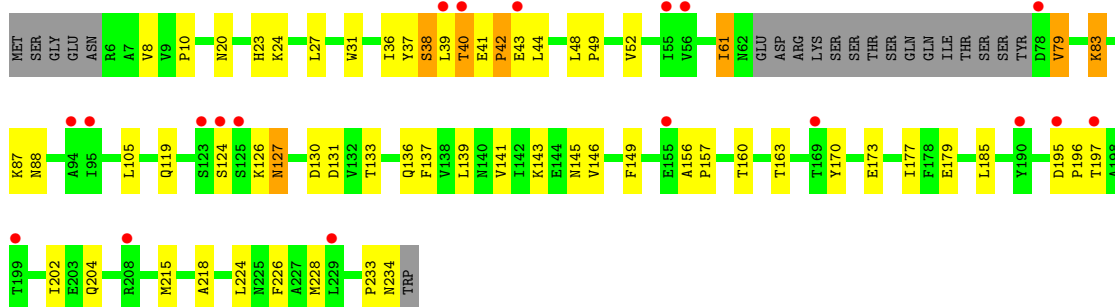 MET SER GLY GLU ASN R6 A7 V8 V9 P10 N20 H23 K24 L27 W31 I36 Y37 S38 L39 T40 E41 P42 E43 L44 L48 P49 V52 I55 V56 I61 N62 GLU ASP ARG LYS SER SER THR SER GLN GLN ILE THR SER SER TYR D78 V79 K83
K87 N88 A94 I95 L105 Q119 S123 S124 S125 K126 N127 D130 D131 V132 T133 Q136 F137 V138 L139 N140 V141 I142 K143 E144 N145 V146 F149 E155 A156 P157 T160 T163 T169 Y170 E173 I177 F178 E179 L185 Y190 D195 P196 T197 A198
T199 I202 E203 Q204 R208 M215 A218 L224 N225 F226 A227 M228 L229 P233 N234 TRP